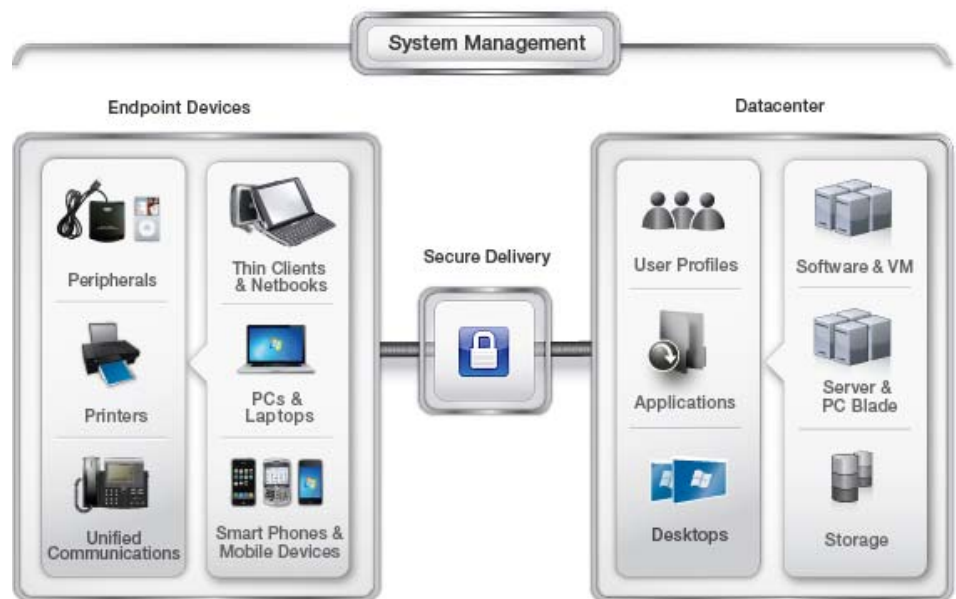 System Management
Endpoint Devices
Datacenter
Peripherals
Thin Clients
& Netbooks
Printers
PCs &
Laptops
Unified
Communications
Smart Phones &
Mobile Devices
Secure Delivery
User Profiles
Software & VM
Applications
Server &
PC Blade
Desktops
Storage